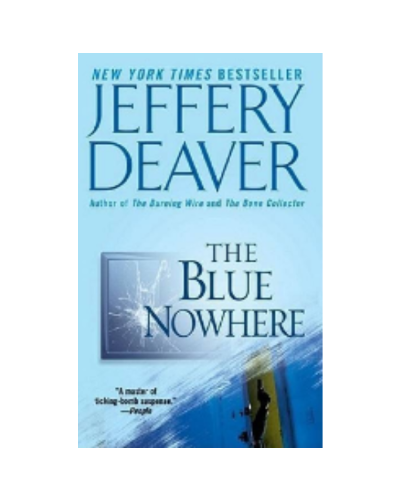 NEW YORK TIMES BESTSELLER
JEFFERY
DEAVER
Author of The Burning Wire and The Bone Collector
THE
BLUE
NOWHERE
"A master of
ticking-bomb suspense."
—People